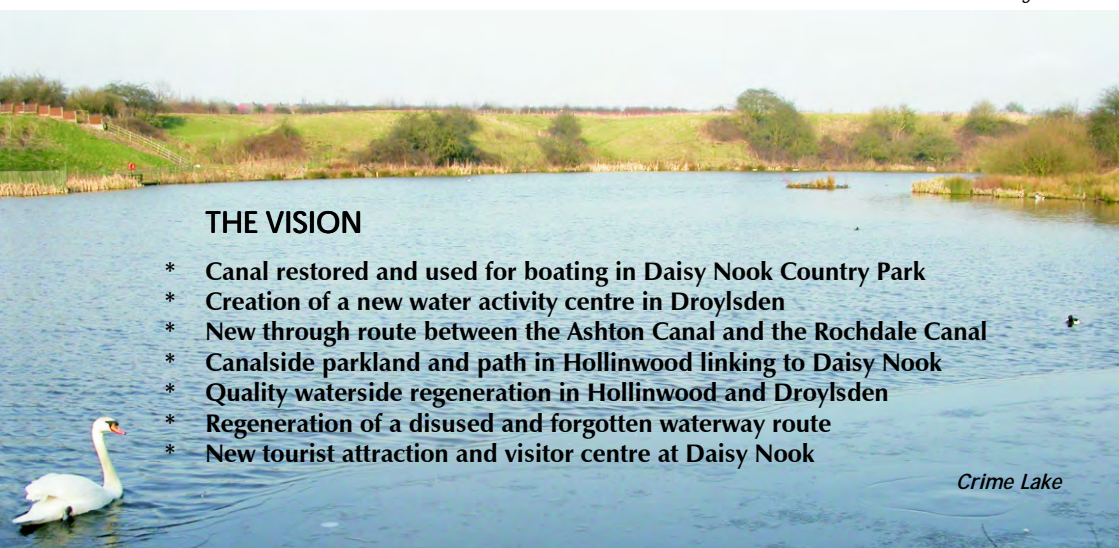 THE VISION
* Canal restored and used for boating in Daisy Nook Country Park
* Creation of a new water activity centre in Droylsden
* New through route between the Ashton Canal and the Rochdale Canal
* Canalside parkland and path in Hollinwood linking to Daisy Nook
* Quality waterside regeneration in Hollinwood and Droylsden
* Regeneration of a disused and forgotten waterway route
* New tourist attraction and visitor centre at Daisy Nook
Crime Lake